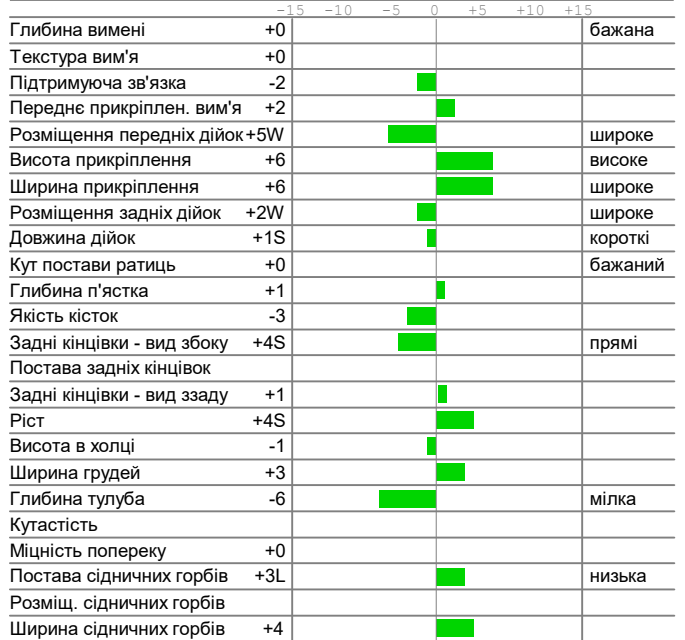 -15 -10 -5 0 +5 +10 +15
Глибина вимені +0 бажана
Текстура вим'я +0
Підтримуюча зв'язка -2
Переднє прикріплен. вим'я +2
Розміщення передніх дійок +5W широке
Висота прикріплення +6 високе
Ширина прикріплення +6 широке
Розміщення задніх дійок +2W широке
Довжина дійок +1S короткі
Кут постави ратиць +0 бажаний
Глибина п'ястка +1
Якість кісток -3
Задні кінцівки - вид збоку +4S прямі
Постава задніх кінцівок
Задні кінцівки - вид ззаду +1
Ріст +4S
Висота в холці -1
Ширина грудей +3
Глибина тулуба -6 мілка
Кутастість
Міцність попереку +0
Постава сідничних горбів +3L низька
Розміщ. сідничних горбів
Ширина сідничних горбів +4